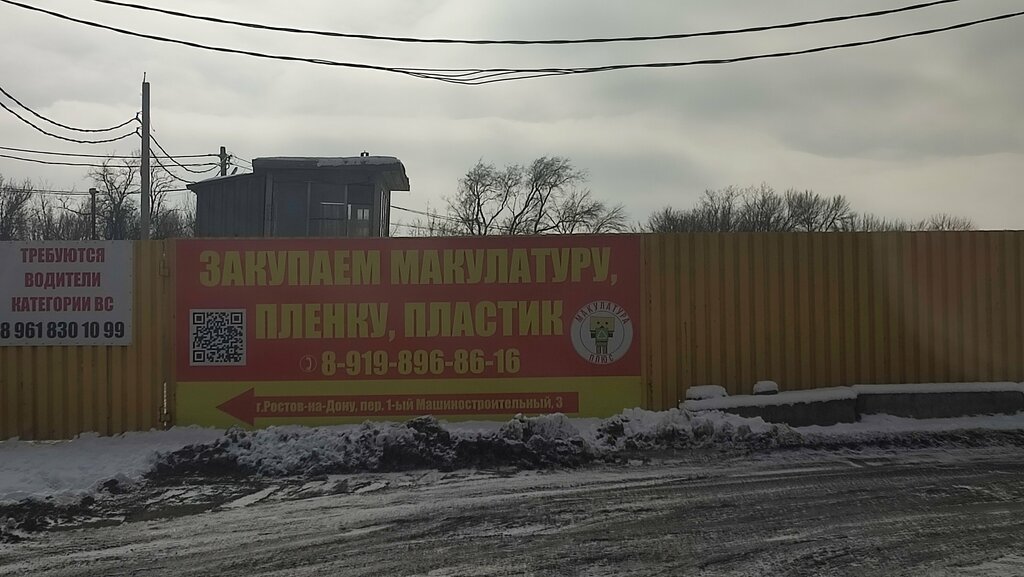 ТРЕБУЮТСЯ
ВОДИТЕЛИ
КАТЕГОРИИ ВС
8 961 830 10 99
ЗАКУПАЕМ МАКУЛАТУРУ,
ПЛЕНКУ, ПЛАСТИК
8-919-896-86-16
г.Ростов-на-Дону, пер. 1-ый Машиностроительный, 3
МАКУЛАТУРА
ПЛЮС